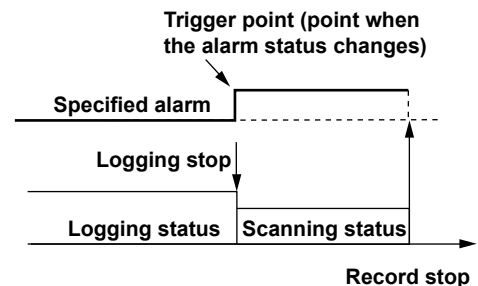 Trigger point (point when
the alarm status changes)
Specified alarm
Logging stop
Logging status
Scanning status
Record stop